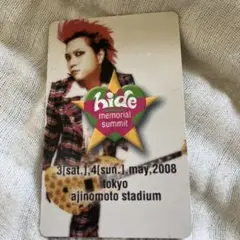 hide
memorial
summit
3[sat.],4[sun.].may,2008
tokyo
ajinomoto stadium